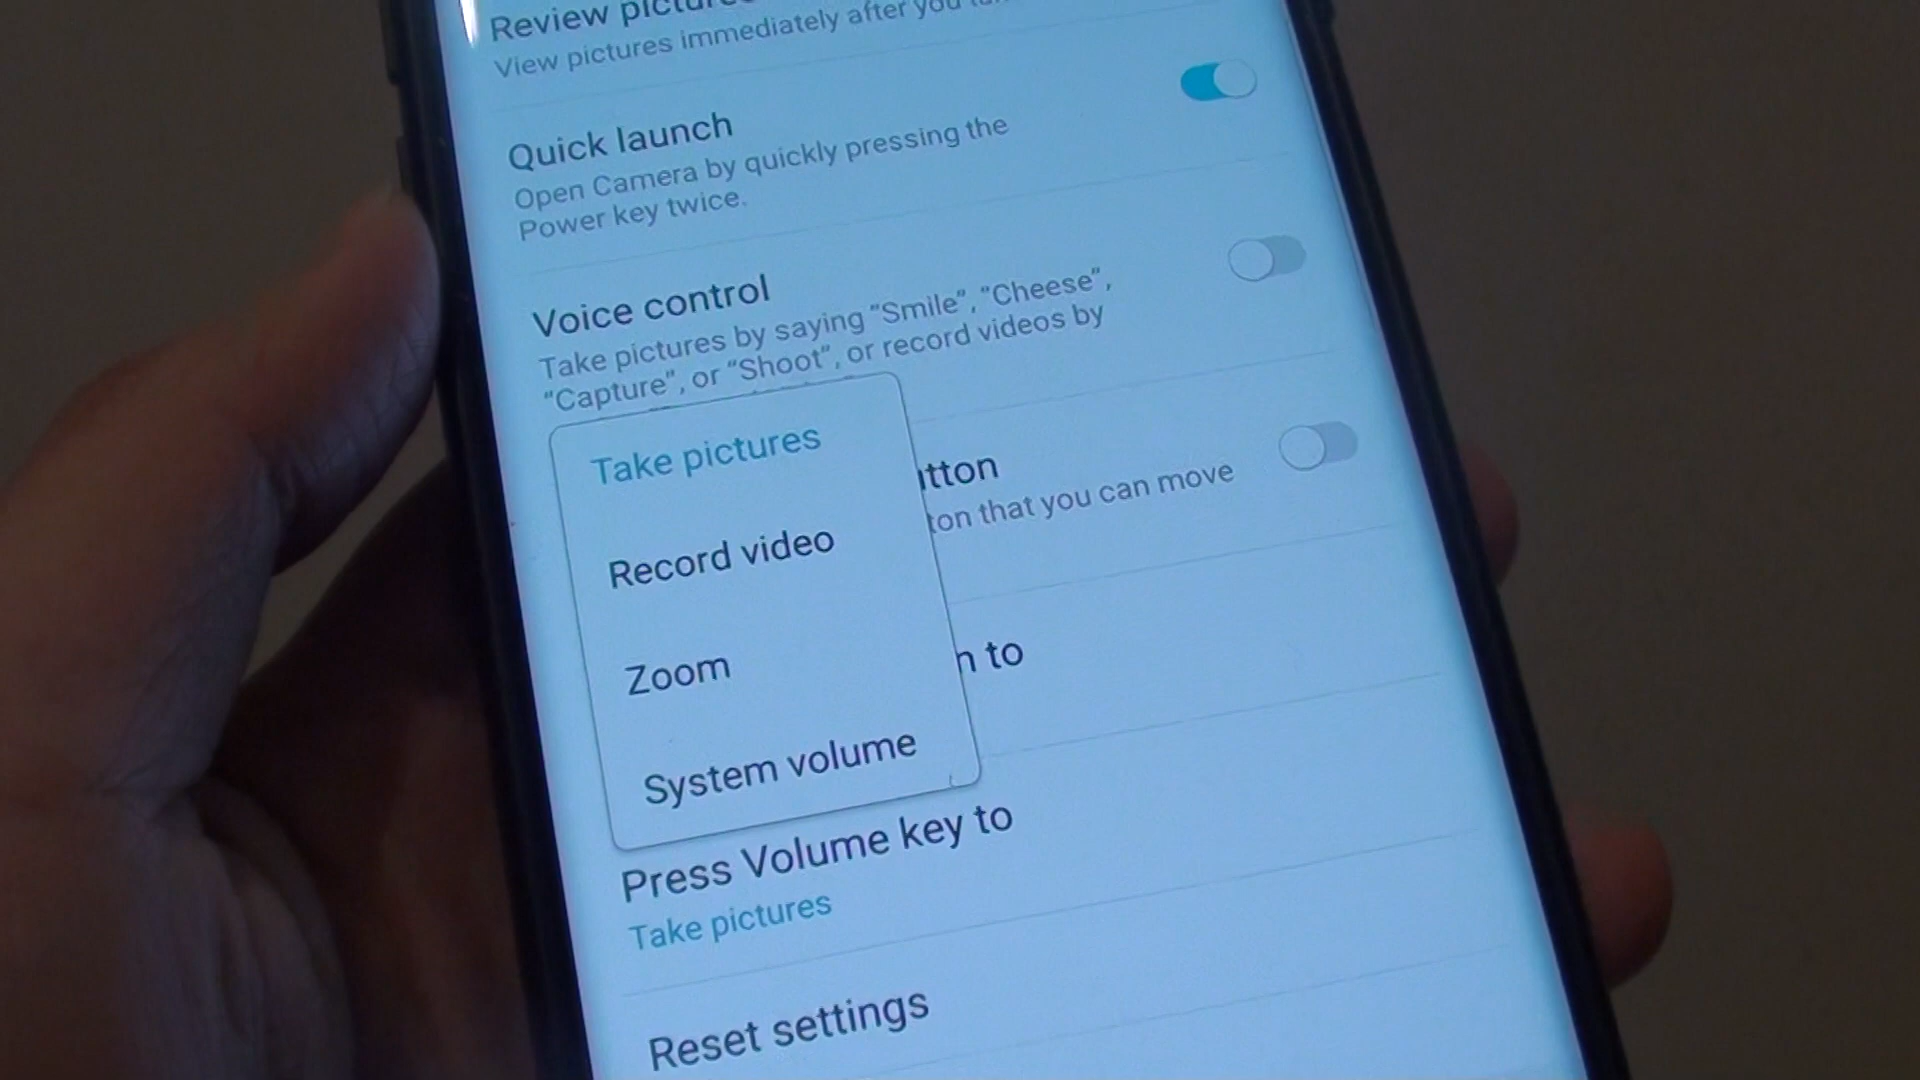 Review
View pictures immediately after you
Quick launch
Open Camera by quickly pressing the
Power key twice.
Voice control
Take pictures by saying "Smile", "Cheese",
"Capture", or "Shoot", or record videos by
Take pictures
Record video
Zoom
System volume
that you can move
to
Press Volume key to
Take pictures
Reset settings